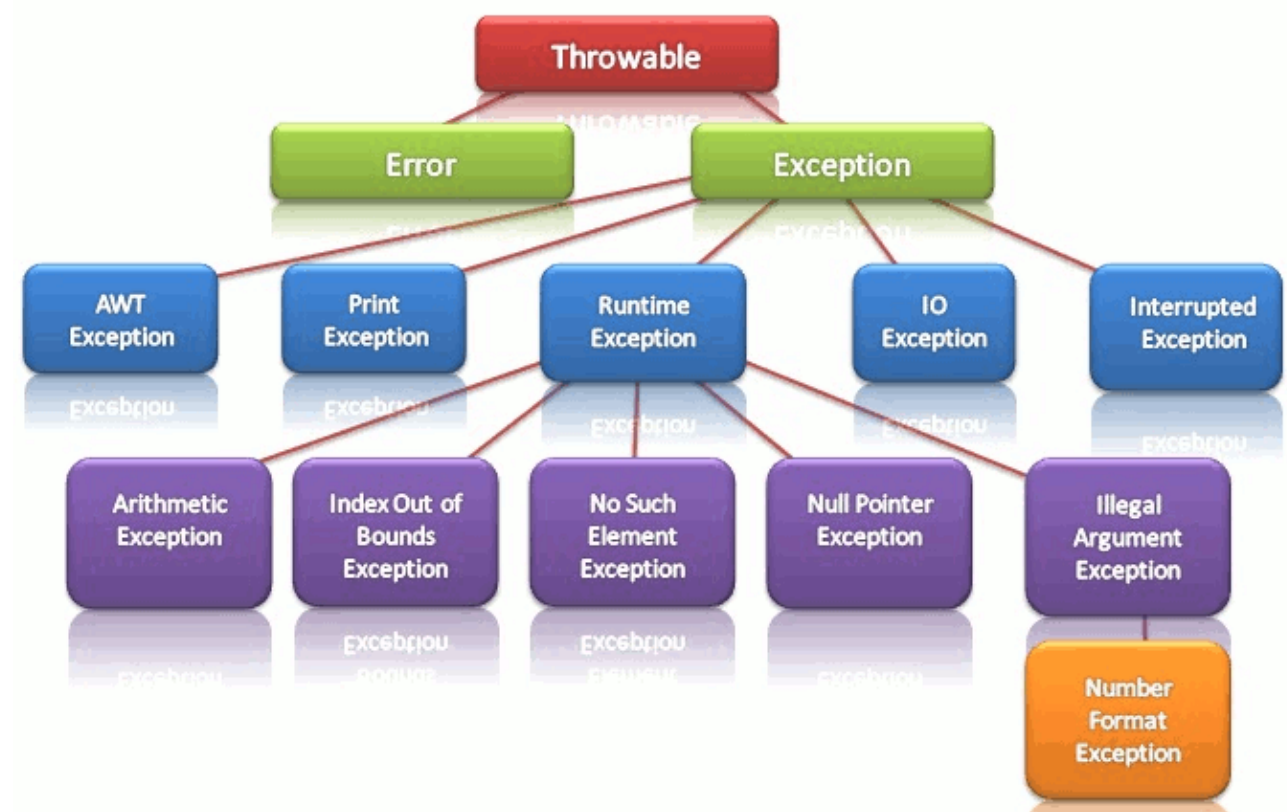 Throwable
Error
Exception
AWT
Exception
Print
Exception
Runtime
Exception
IO
Exception
Interrupted
Exception
Arithmetic
Exception
Index Out of
Bounds
Exception
No Such
Element
Exception
Null Pointer
Exception
Illegal
Argument
Exception
Number
Format
Exception